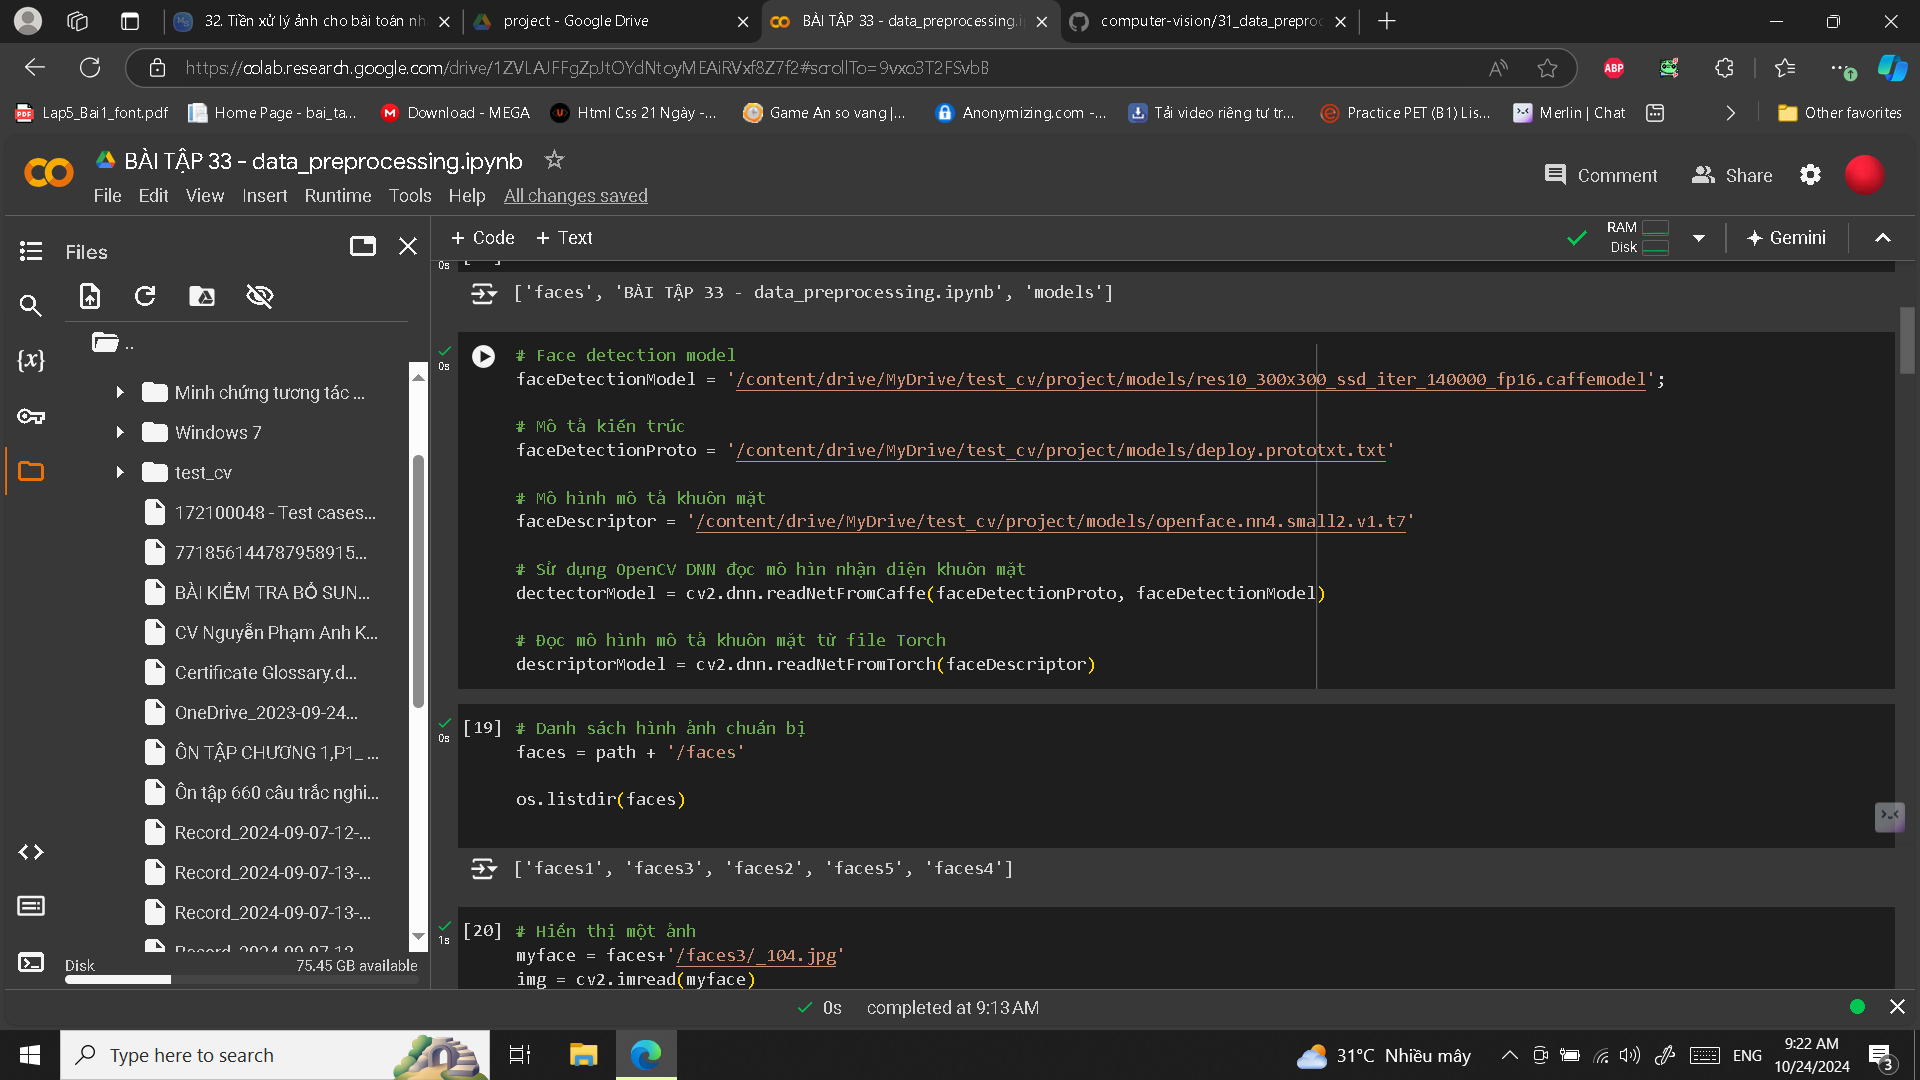 32. Tiền xử lý ảnh cho bài toán nh
project - Google Drive
BÀI TẬP 33 - data_preprocessing.i
computer-vision/31_data_preproc
https://colab.research.google.com/drive/1ZVLAJFFgZpJtOYdNtoyMEAiRVxf8Z7f2#scrollTo=9vxo3T2FSvbB
ABP
Lap5_Bai1_font.pdf
Home Page - bai_ta...
Download - MEGA
Html Css 21 Ngày -...
Game An so vang |...
Anonymizing.com -...
Tải video riêng tư tr...
Practice PET (B1) Lis...
Merlin | Chat
Other favorites
BÀI TẬP 33 - data_preprocessing.ipynb
File Edit View Insert Runtime Tools Help All changes saved
Comment
Share
Files
+ Code + Text
RAM
Disk
Gemini
..
Minh chứng tương tác ...
Windows 7
test_cv
172100048 - Test cases...
771856144787958915...
BÀI KIỂM TRA BỔ SUN...
CV Nguyễn Phạm Anh K...
Certificate Glossary.d...
OneDrive_2023-09-24...
ÔN TẬP CHƯƠNG 1,P1_ ...
Ôn tập 660 câu trắc nghi...
Record_2024-09-07-12-...
Record_2024-09-07-13-...
Record_2024-09-07-13-...
Disk
75.45 GB available
0s
['faces', 'BÀI TẬP 33 - data_preprocessing.ipynb', 'models']
0s
# Face detection model
faceDetectionModel = '/content/drive/MyDrive/test_cv/project/models/res10_300x300_ssd_iter_140000_fp16.caffemodel';
# Mô tả kiến trúc
faceDetectionProto = '/content/drive/MyDrive/test_cv/project/models/deploy.prototxt.txt'
# Mô hình mô tả khuôn mặt
faceDescriptor = '/content/drive/MyDrive/test_cv/project/models/openface.nn4.small2.v1.t7'
# Sử dụng OpenCV DNN đọc mô hìn nhận diện khuôn mặt
dectectorModel = cv2.dnn.readNetFromCaffe(faceDetectionProto, faceDetectionModel)
# Đọc mô hình mô tả khuôn mặt từ file Torch
descriptorModel = cv2.dnn.readNetFromTorch(faceDescriptor)
0s
[19] # Danh sách hình ảnh chuẩn bị
faces = path + '/faces'
os.listdir(faces)
['faces1', 'faces3', 'faces2', 'faces5', 'faces4']
1s
[20] # Hiển thị một ảnh
myface = faces+'/faces3/_104.jpg'
img = cv2.imread(myface)
0s completed at 9:13 AM
Type here to search
31°C Nhiều mây
ENG
9:22 AM
10/24/2024
3